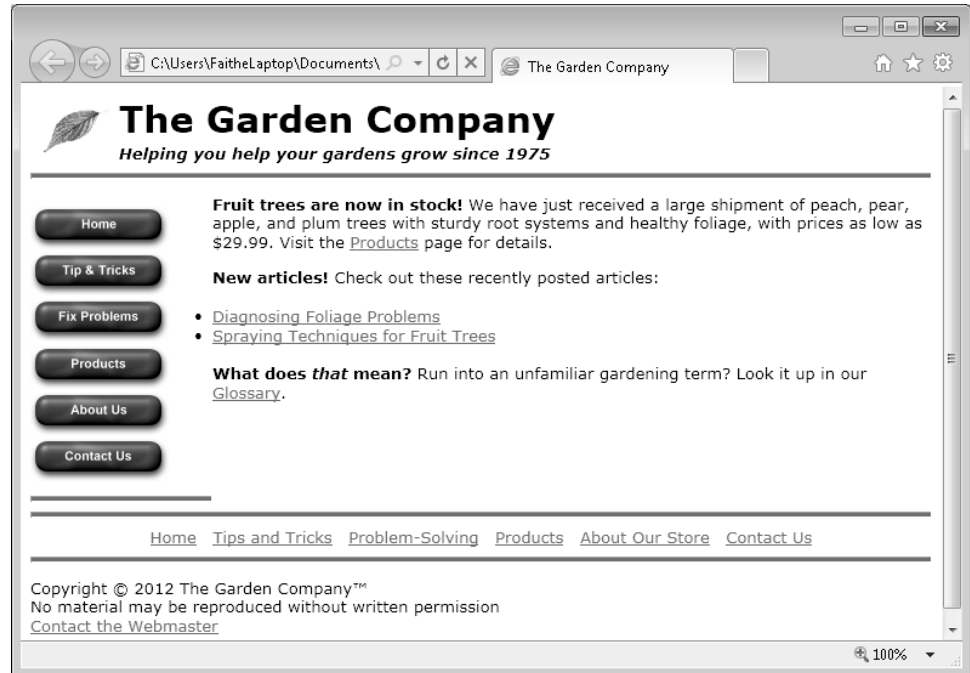 C:\Users\FaitheLaptop\Documents\
The Garden Company
The Garden Company
Helping you help your gardens grow since 1975
Home
Tip & Tricks
Fix Problems
Products
About Us
Contact Us
Fruit trees are now in stock! We have just received a large shipment of peach, pear,
apple, and plum trees with sturdy root systems and healthy foliage, with prices as low as
$29.99. Visit the Products page for details.
New articles! Check out these recently posted articles:
• Diagnosing Foliage Problems
• Spraying Techniques for Fruit Trees
What does that mean? Run into an unfamiliar gardening term? Look it up in our
Glossary.
Home Tips and Tricks Problem-Solving Products About Our Store Contact Us
Copyright © 2012 The Garden Company™
No material may be reproduced without written permission
Contact the Webmaster
100%